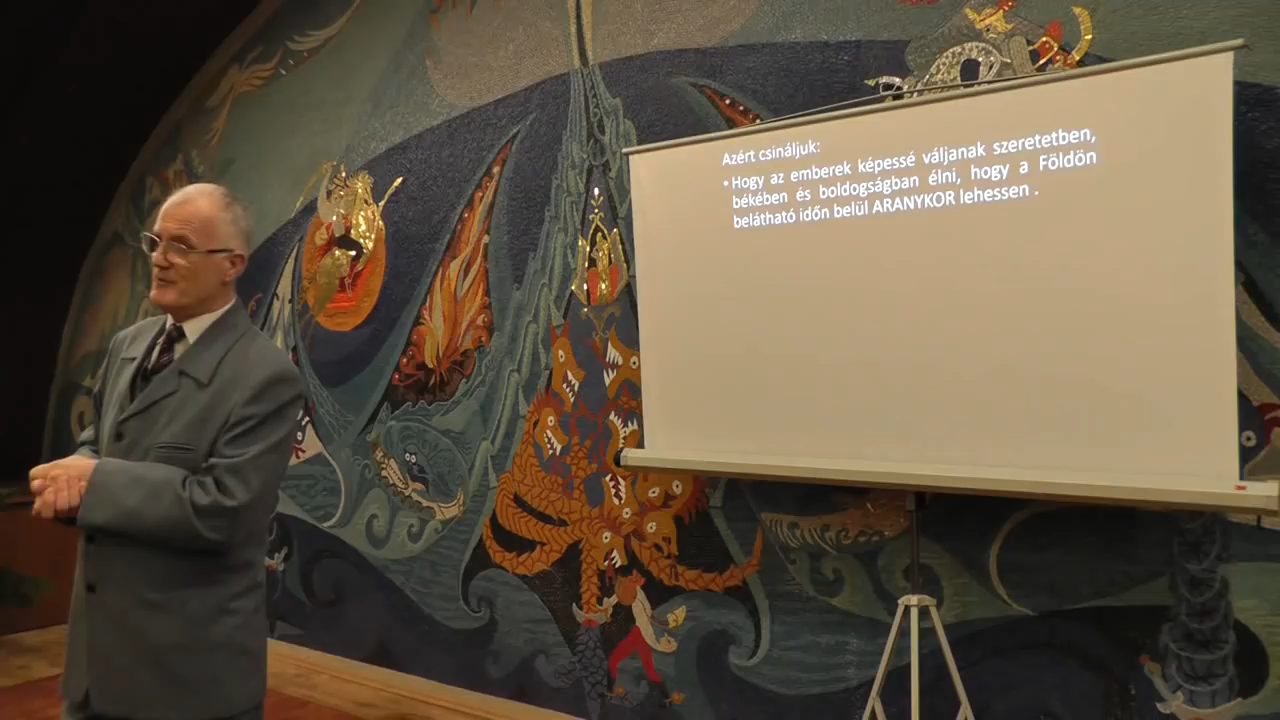 Azért csináljuk:
• Hogy az emberek képessé váljanak szeretetben,
békében és boldogságban élni, hogy a Földön
belátható időn belül ARANYKOR lehessen .